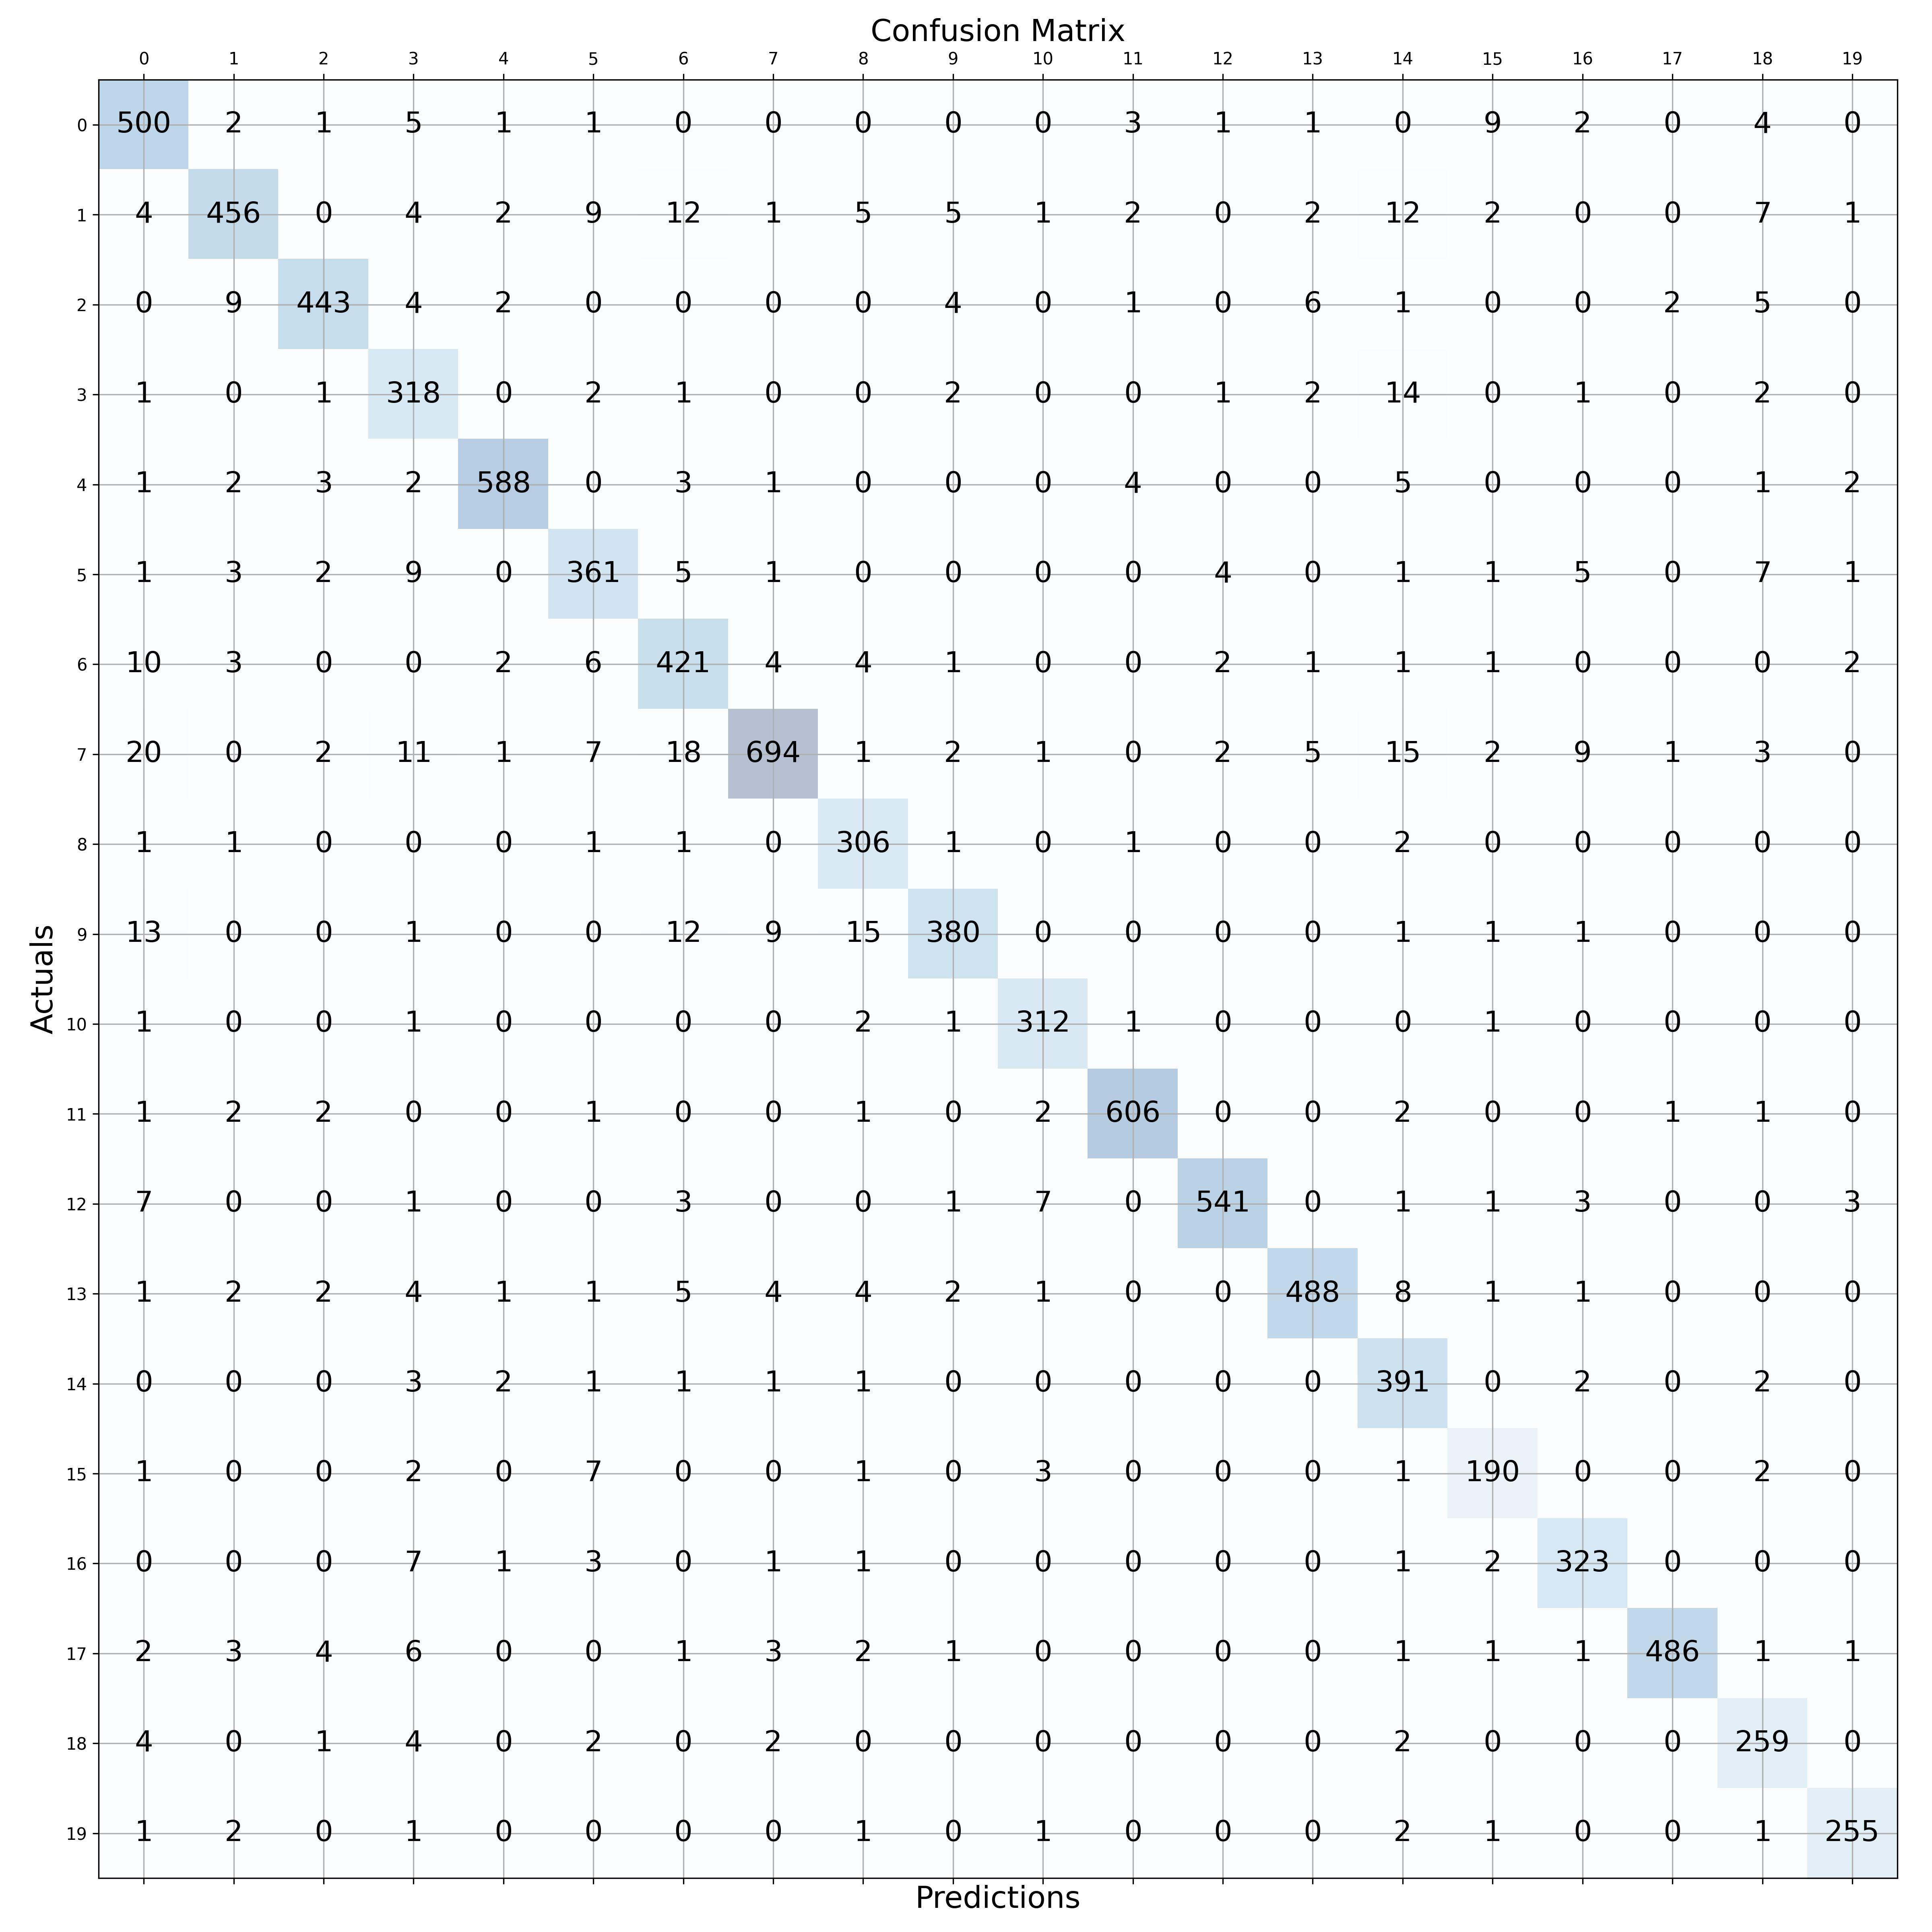 Confusion Matrix
0 1 2 3 4 5 6 7 8 9 10 11 12 13 14 15 16 17 18 19
0 500 2 1 5 1 1 0 0 0 0 0 3 1 1 0 9 2 0 4 0
1 4 456 0 4 2 9 12 1 5 5 1 2 0 2 12 2 0 0 7 1
2 0 9 443 4 2 0 0 0 0 4 0 1 0 6 1 0 0 2 5 0
3 1 0 1 318 0 2 1 0 0 2 0 0 1 2 14 0 1 0 2 0
4 1 2 3 2 588 0 3 1 0 0 0 4 0 0 5 0 0 0 1 2
5 1 3 2 9 0 361 5 1 0 0 0 0 4 0 1 1 5 0 7 1
6 10 3 0 0 2 6 421 4 4 1 0 0 2 1 1 1 0 0 0 2
7 20 0 2 11 1 7 18 694 1 2 1 0 2 5 15 2 9 1 3 0
8 1 1 0 0 0 1 1 0 306 1 0 1 0 0 2 0 0 0 0 0
9 13 0 0 1 0 0 12 9 15 380 0 0 0 0 1 1 1 0 0 0
Actuals
10 1 0 0 1 0 0 0 0 2 1 312 1 0 0 0 1 0 0 0 0
11 1 2 2 0 0 1 0 0 1 0 2 606 0 0 2 0 0 1 1 0
12 7 0 0 1 0 0 3 0 0 1 7 0 541 0 1 1 3 0 0 3
13 1 2 2 4 1 1 5 4 4 2 1 0 0 488 8 1 1 0 0 0
14 0 0 0 3 2 1 1 1 1 0 0 0 0 0 391 0 2 0 2 0
15 1 0 0 2 0 7 0 0 1 0 3 0 0 0 1 190 0 0 2 0
16 0 0 0 7 1 3 0 1 1 0 0 0 0 0 1 2 323 0 0 0
17 2 3 4 6 0 0 1 3 2 1 0 0 0 0 1 1 1 486 1 1
18 4 0 1 4 0 2 0 2 0 0 0 0 0 0 2 0 0 0 259 0
19 1 2 0 1 0 0 0 0 1 0 1 0 0 0 2 1 0 0 1 255
Predictions